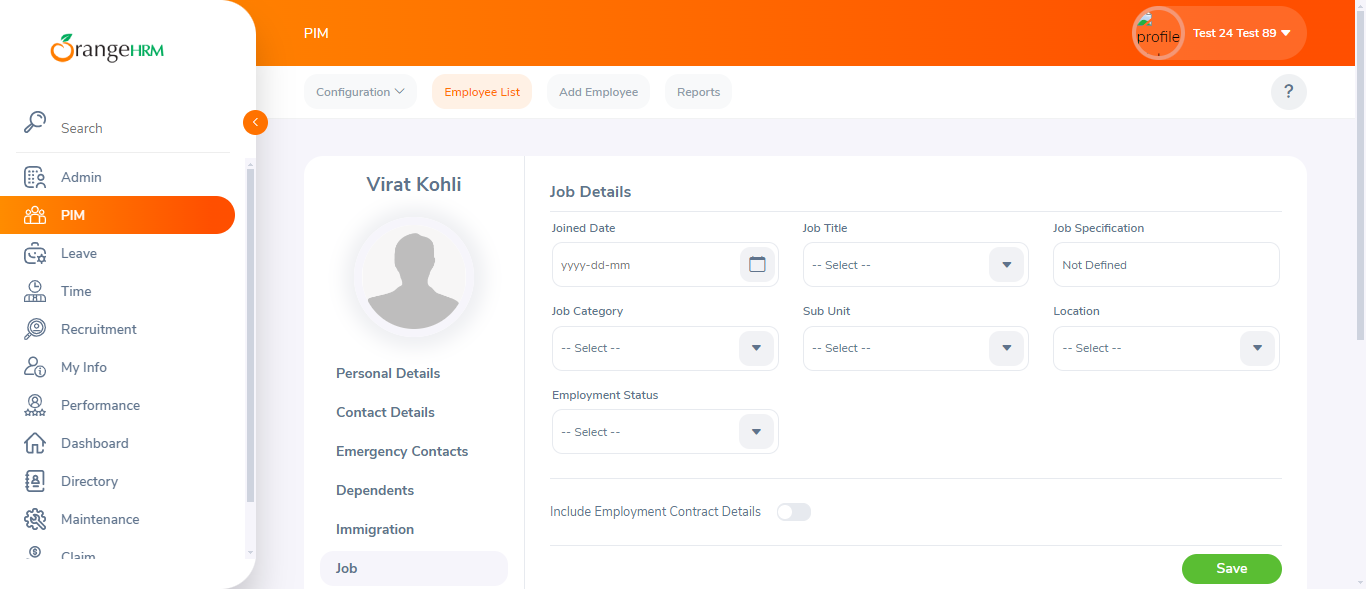 OrangeHRM
PIM
profile
Test 24 Test 89
Configuration
Employee List
Add Employee
Reports
?
Search
Admin
PIM
Leave
Time
Recruitment
My Info
Performance
Dashboard
Directory
Maintenance
Claim
Virat Kohli
Personal Details
Contact Details
Emergency Contacts
Dependents
Immigration
Job
Job Details
Joined Date
Job Title
Job Specification
yyyy-dd-mm
-- Select --
Not Defined
Job Category
Sub Unit
Location
-- Select --
-- Select --
-- Select --
Employment Status
-- Select --
Include Employment Contract Details
Save